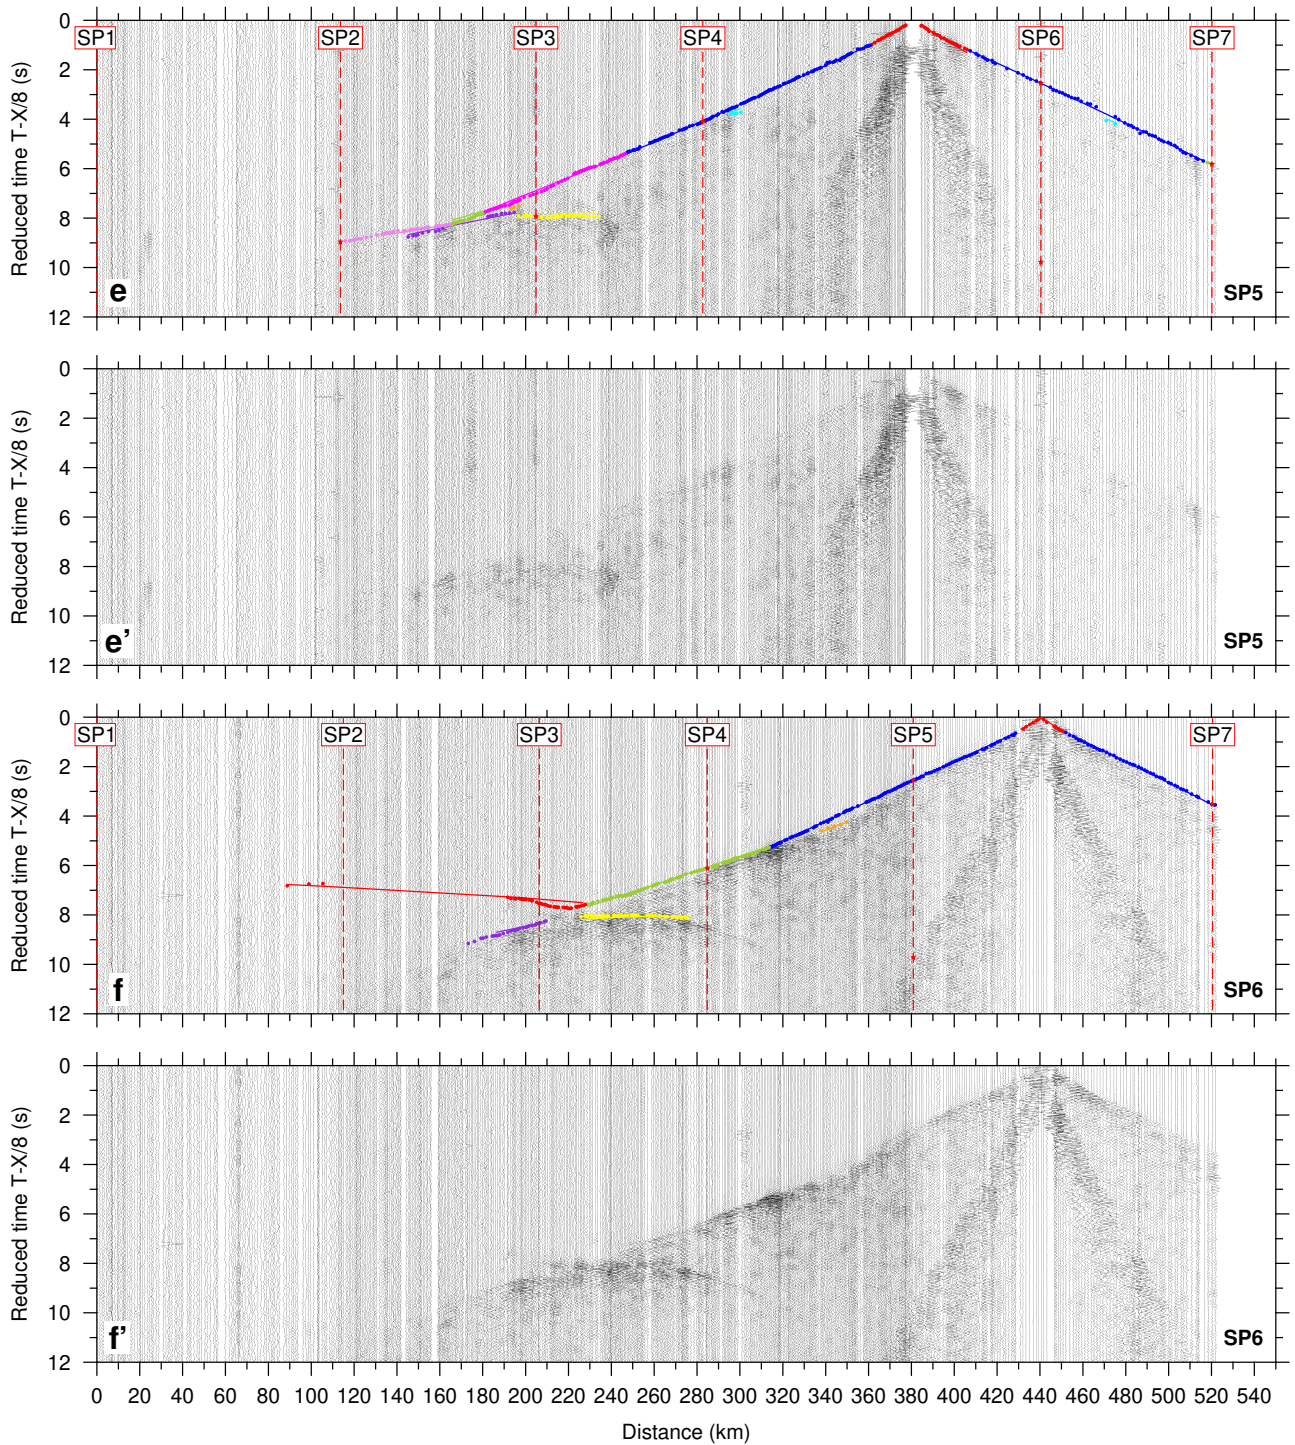 SP1 SP2 SP3 SP4 SP6 SP7
Reduced time T-X/8 (s)
0
2
4
6
8
10
12
e
SP5
Reduced time T-X/8 (s)
0
2
4
6
8
10
12
e’
SP5
SP1 SP2 SP3 SP4 SP5 SP7
Reduced time T-X/8 (s)
0
2
4
6
8
10
12
f
SP6
Reduced time T-X/8 (s)
0
2
4
6
8
10
12
f’
SP6
0 20 40 60 80 100 120 140 160 180 200 220 240 260 280 300 320 340 360 380 400 420 440 460 480 500 520 540
Distance (km)